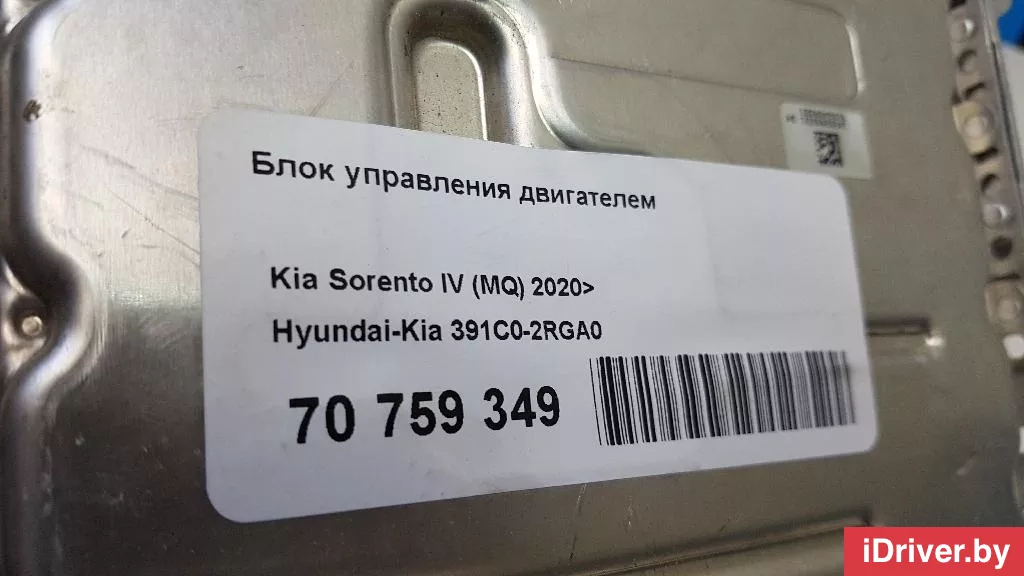 Блок управления двигателем
Kia Sorento IV (MQ) 2020>
Hyundai-Kia 391C0-2RGA0
70 759 349
iDriver.by